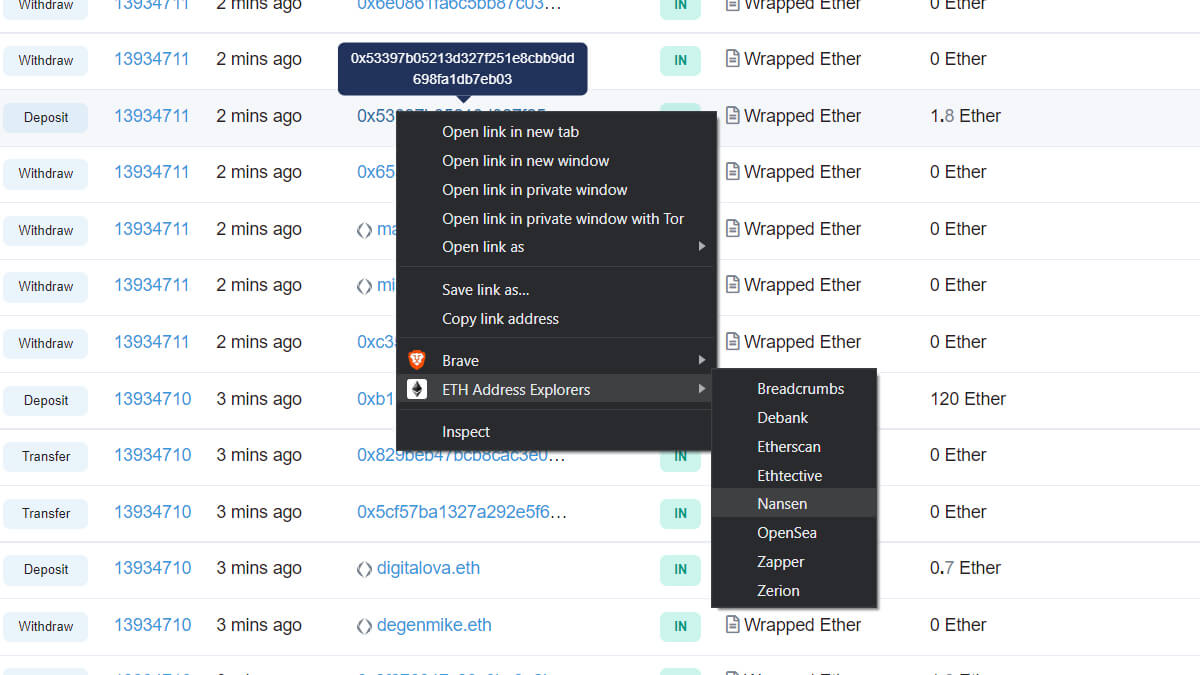 Withdraw 13934711 2 mins ago 0x6e0861fa6c5bb87c03... IN Wrapped Ether 0 Ether
Withdraw 13934711 2 mins ago IN Wrapped Ether 0 Ether
0x53397b05213d327f251e8cbb9dd
698fa1db7eb03
Deposit 13934711 2 mins ago Wrapped Ether 1.8 Ether
Withdraw 13934711 2 mins ago 0x65 Wrapped Ether 0 Ether
Withdraw 13934711 2 mins ago ma Wrapped Ether 0 Ether
Withdraw 13934711 2 mins ago Wrapped Ether 0 Ether
Withdraw 13934711 2 mins ago Wrapped Ether 0 Ether
Deposit 13934710 3 mins ago 0xb1 120 Ether
Transfer 13934710 3 mins ago 0x829beb47bcb8cac3e0... IN 0 Ether
Transfer 13934710 3 mins ago 0x5cf57ba1327a292e5f6... IN 0 Ether
Deposit 13934710 3 mins ago digitalova.eth IN 0.7 Ether
Withdraw 13934710 3 mins ago degenmike.eth IN Wrapped Ether 0 Ether
Open link in new tab
Open link in new window
Open link in private window
Open link in private window with Tor
Open link as
Save link as...
Copy link address
Brave
ETH Address Explorers
Inspect
Breadcrumbs
Debank
Etherscan
Ethtective
Nansen
OpenSea
Zapper
Zerion